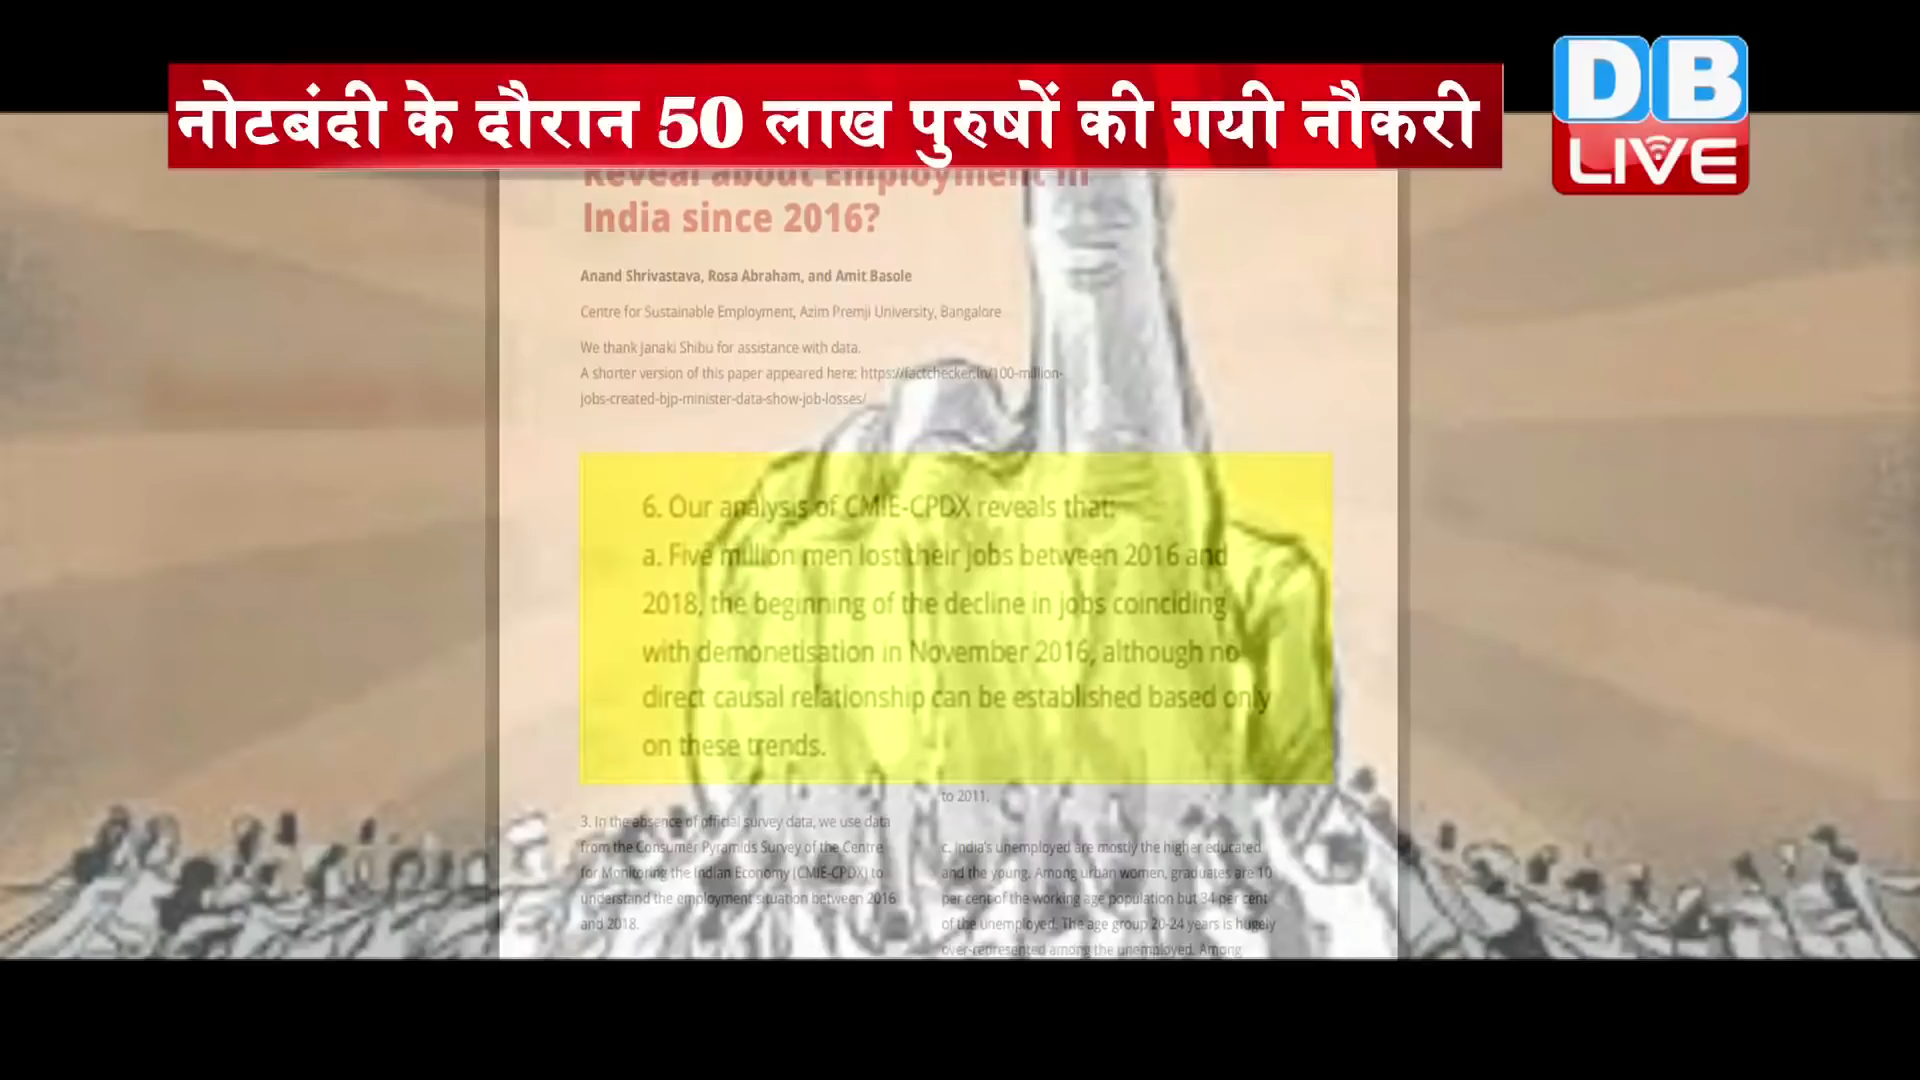 नोटबंदी के दौरान 50 लाख पुरुषों की गयी नौकरी
DB
LIVE
Reveal about Employment in
India since 2016?
Anand Shrivastava, Rosa Abraham, and Amit Basole
Centre for Sustainable Employment, Azim Premji University, Bangalore
We thank Janaki Shibu for assistance with data.
A shorter version of this paper appeared here: https://factchecker.in/100-million-
jobs-created-bjp-minister-data-show-job-losses/
6. Our analysis of CMIE-CPDX reveals that:
a. Five million men lost their jobs between 2016 and
2018, the beginning of the decline in jobs coinciding
with demonetisation in November 2016, although no
direct causal relationship can be established based only
on these trends.
3. In the absence of official survey data, we use data
from the Consumer Pyramids Survey of the Centre
for Monitoring the Indian Economy (CMIE-CPDX) to
understand the employment situation between 2016
and 2018.
to 2011.
c. India's unemployed are mostly the higher educated
and the young. Among urban women, graduates are 10
per cent of the working age population but 34 per cent
of the unemployed. The age group 20-24 years is hugely
over-represented among the unemployed. Among